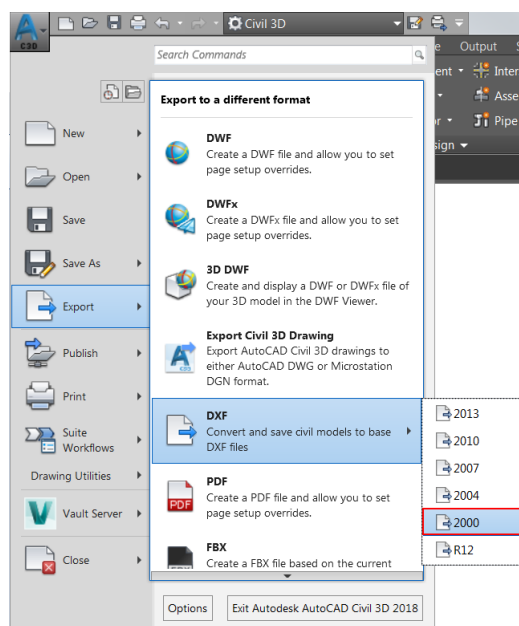 Civil 3D
C3D
Search Commands
e Output S
ent Inter
Asse
or Pipe
sign
Export to a different format
New
Open
Save
Save As
Export
Publish
Print
Suite
Workflows
Drawing Utilities
Vault Server
Close
DWF
Create a DWF file and allow you to set
page setup overrides.
DWFx
Create a DWFx file and allow you to set
page setup overrides.
3D DWF
Create and display a DWF or DWFx file of
your 3D model in the DWF Viewer.
Export Civil 3D Drawing
Export AutoCAD Civil 3D drawings to
either AutoCAD DWG or Microstation
DGN format.
DXF
Convert and save civil models to base
DXF files
PDF
PDF
Create a PDF file and allow you to set
page setup overrides.
FBX
Create a FBX file based on the current
2013
2010
2007
2004
2000
R12
Options
Exit Autodesk AutoCAD Civil 3D 2018